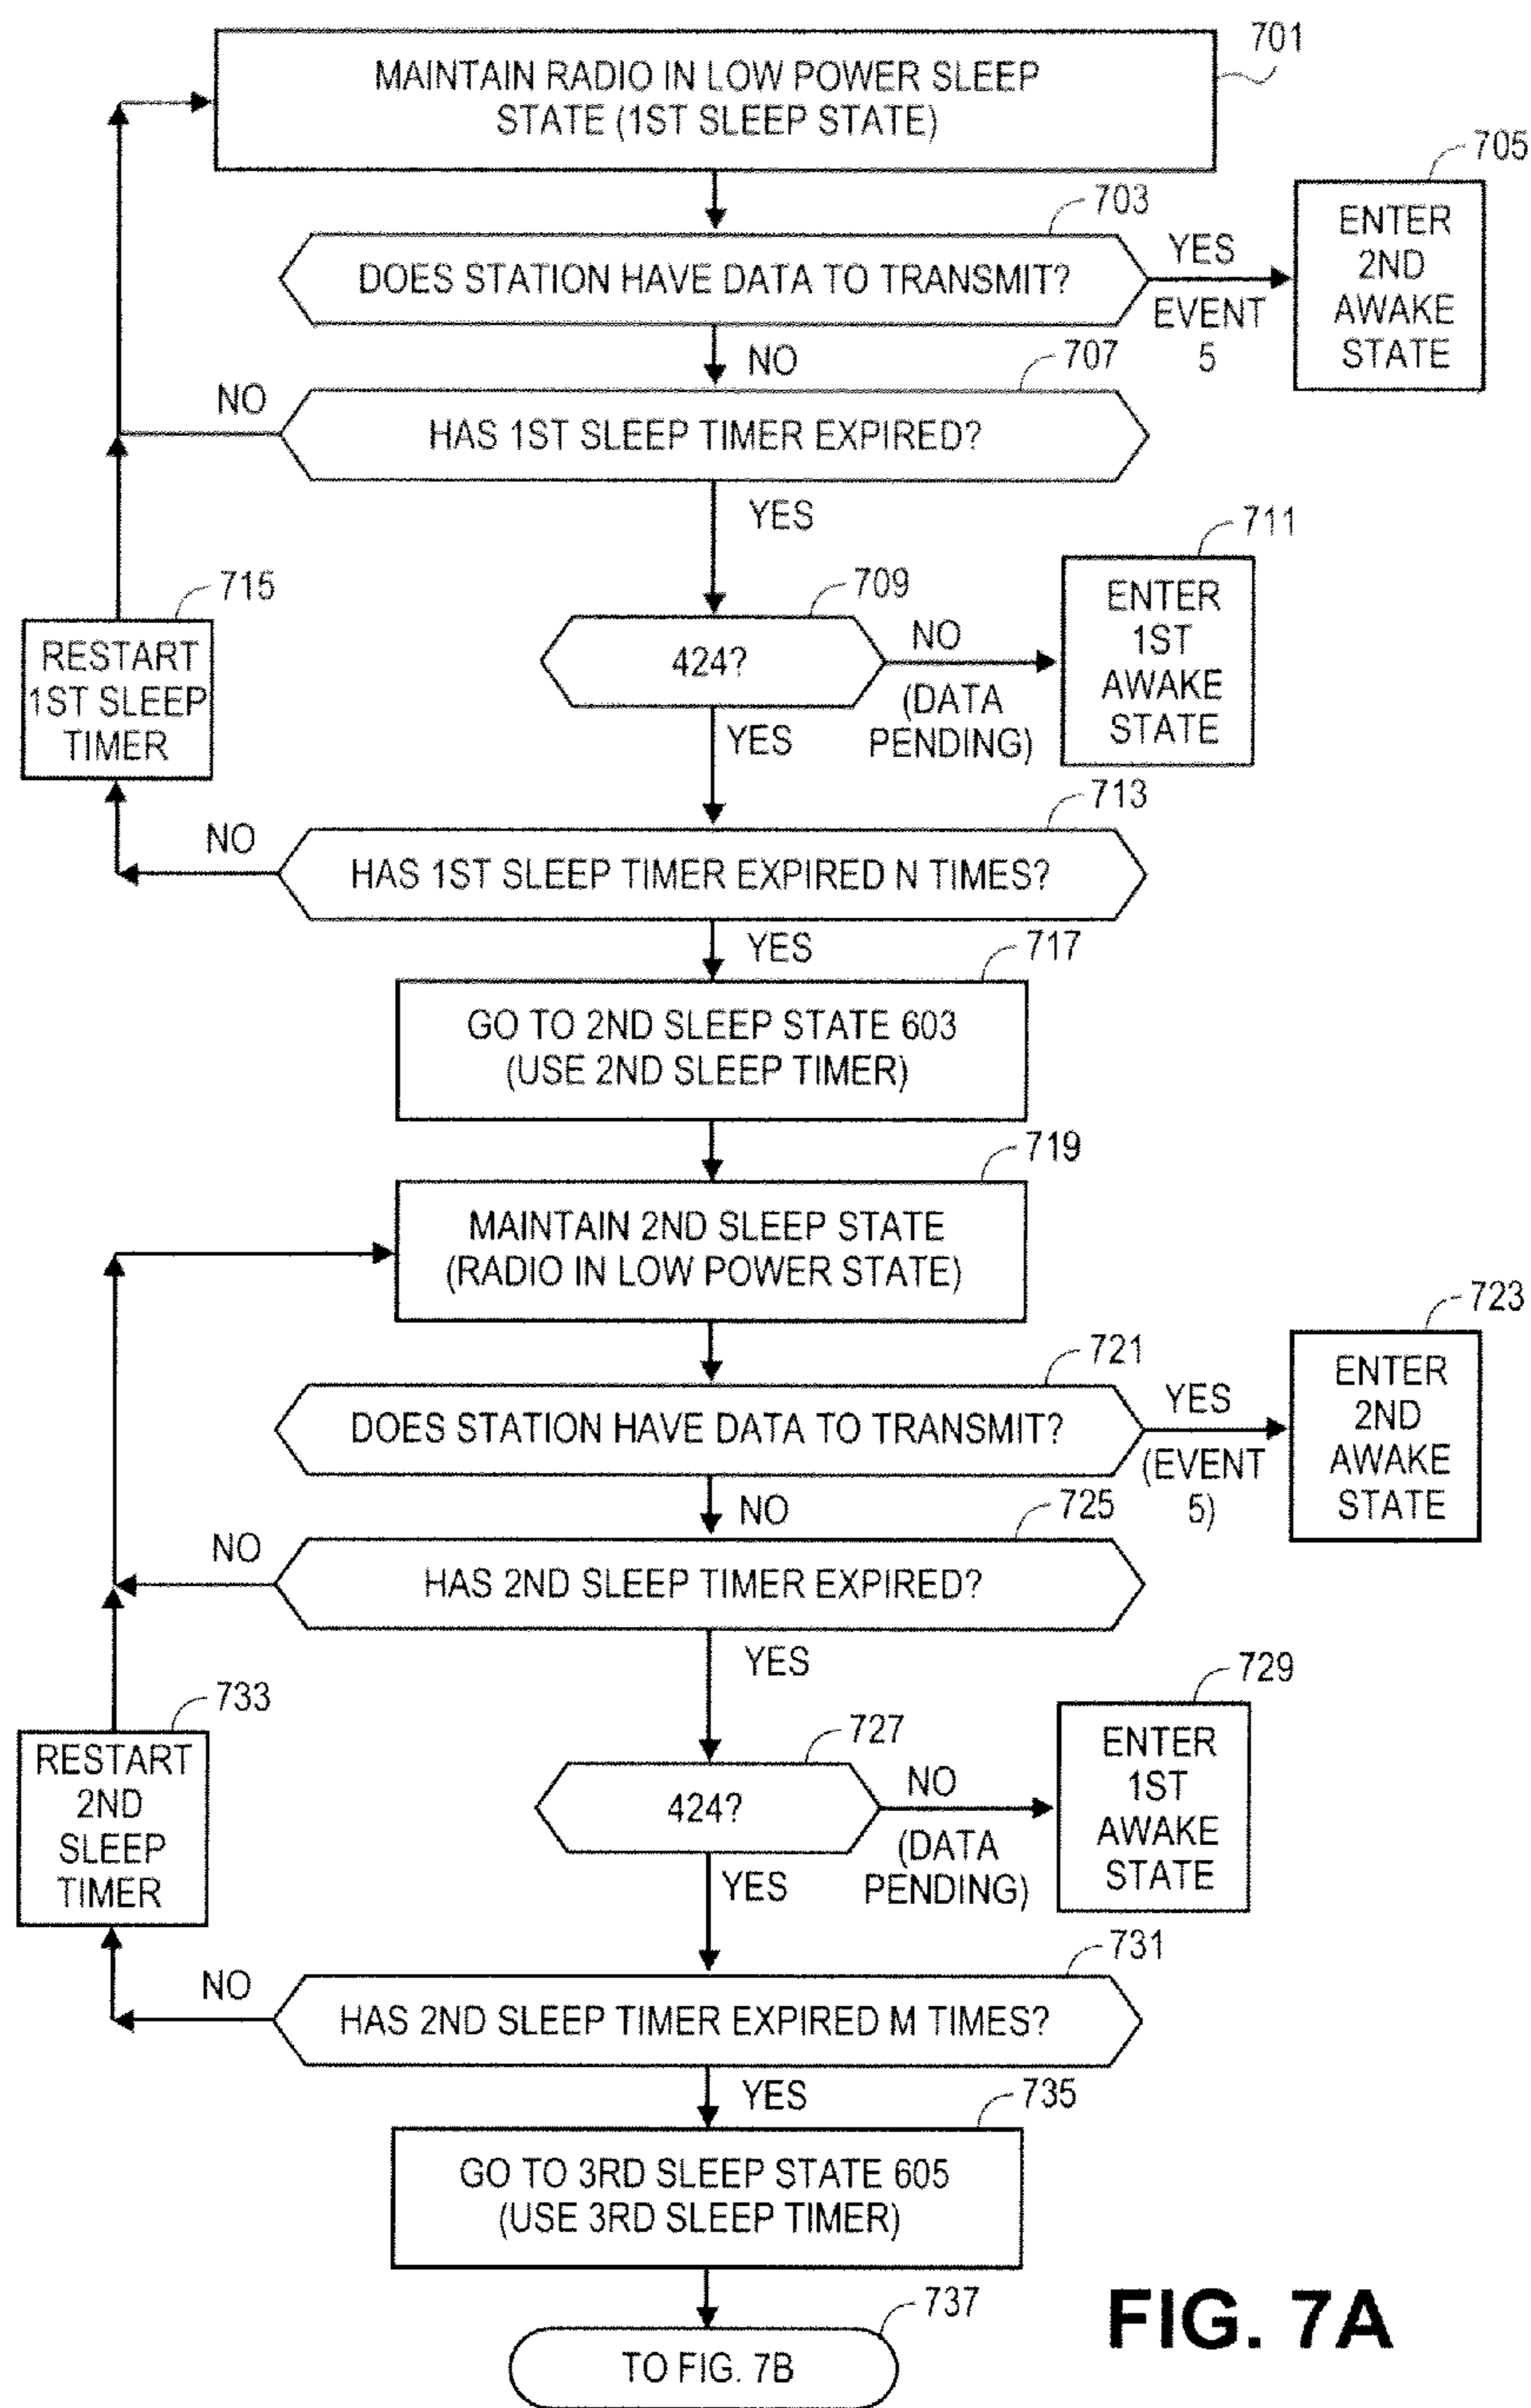 701
MAINTAIN RADIO IN LOW POWER SLEEP
STATE (1ST SLEEP STATE)
703
DOES STATION HAVE DATA TO TRANSMIT?
YES
EVENT
5
705
ENTER
2ND
AWAKE
STATE
NO
707
HAS 1ST SLEEP TIMER EXPIRED?
NO
YES
709
424?
NO
(DATA
PENDING)
711
ENTER
1ST
AWAKE
STATE
715
RESTART
1ST SLEEP
TIMER
YES
713
HAS 1ST SLEEP TIMER EXPIRED N TIMES?
NO
YES
717
GO TO 2ND SLEEP STATE 603
(USE 2ND SLEEP TIMER)
719
MAINTAIN 2ND SLEEP STATE
(RADIO IN LOW POWER STATE)
721
DOES STATION HAVE DATA TO TRANSMIT?
YES
(EVENT
5)
723
ENTER
2ND
AWAKE
STATE
NO
725
HAS 2ND SLEEP TIMER EXPIRED?
NO
YES
727
424?
NO
(DATA
PENDING)
729
ENTER
1ST
AWAKE
STATE
733
RESTART
2ND
SLEEP
TIMER
YES
731
HAS 2ND SLEEP TIMER EXPIRED M TIMES?
NO
YES
735
GO TO 3RD SLEEP STATE 605
(USE 3RD SLEEP TIMER)
737
TO FIG. 7B
FIG. 7A